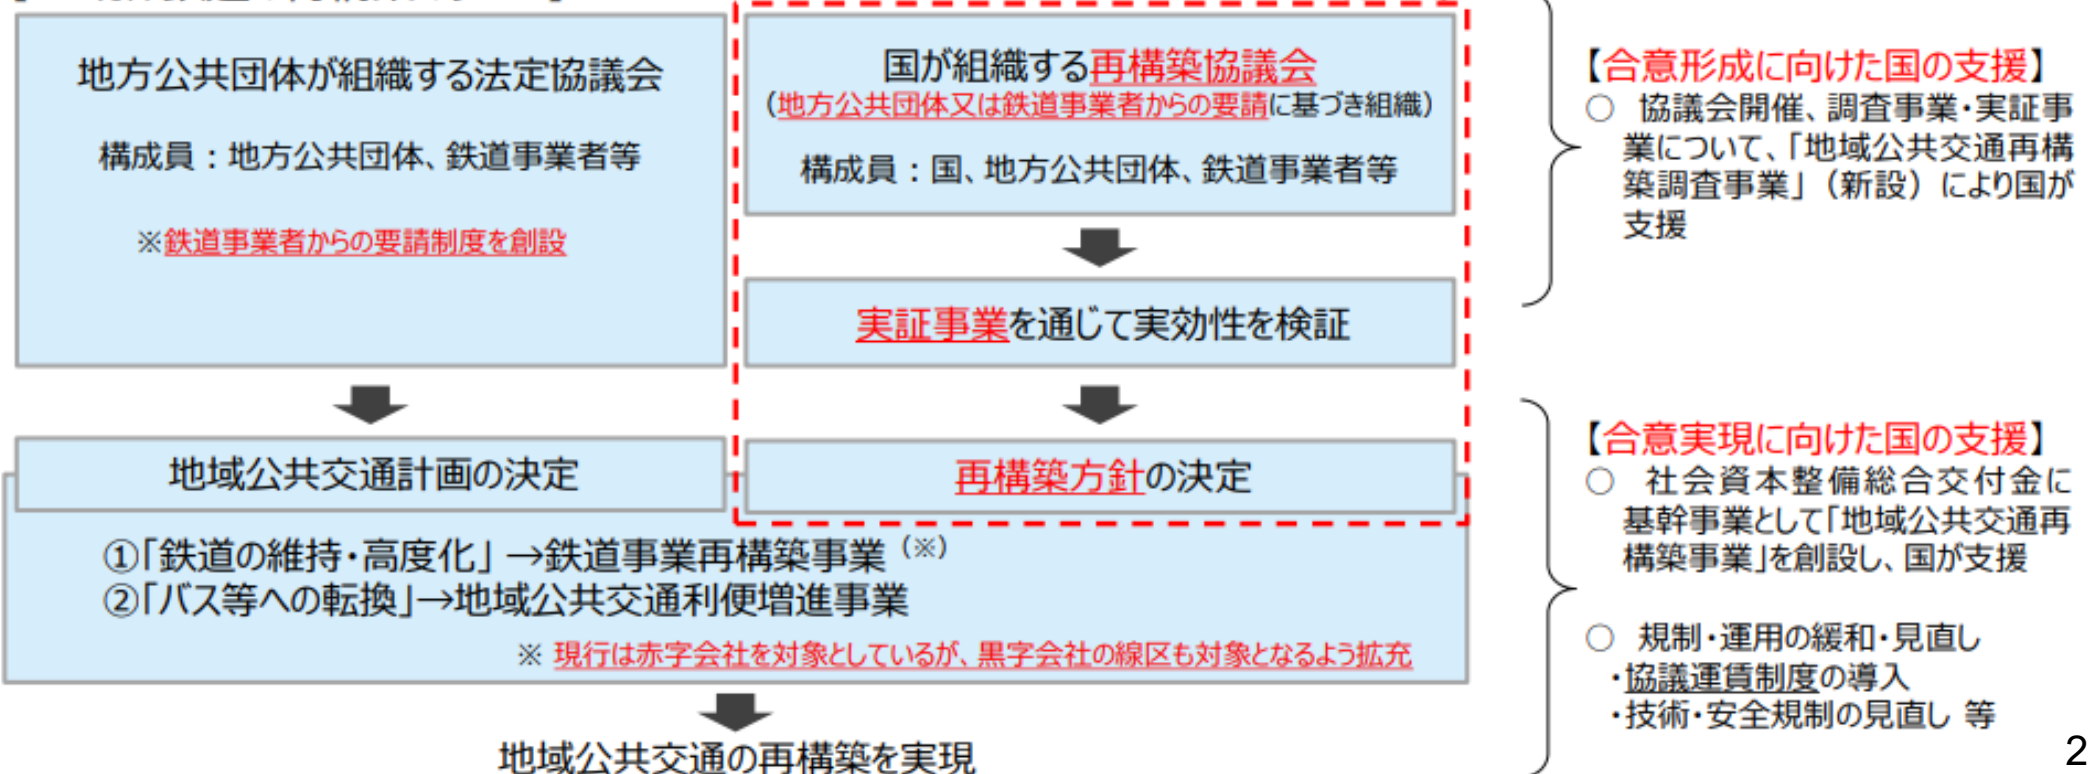 地方公共団体が組織する法定協議会
構成員：地方公共団体、鉄道事業者等
※鉄道事業者からの要請制度を創設
国が組織する再構築協議会
（地方公共団体又は鉄道事業者からの要請に基づき組織）
構成員：国、地方公共団体、鉄道事業者等
実証事業を通じて実効性を検証
地域公共交通計画の決定
再構築方針の決定
①「鉄道の維持・高度化」→鉄道事業再構築事業（※）
②「バス等への転換」→地域公共交通利便増進事業
※ 現行は赤字会社を対象としているが、黒字会社の線区も対象となるよう拡充
地域公共交通の再構築を実現
【合意形成に向けた国の支援】
○ 協議会開催、調査事業・実証事
業について、「地域公共交通再構
築調査事業」（新設）により国が
支援
【合意実現に向けた国の支援】
○ 社会資本整備総合交付金に
基幹事業として「地域公共交通再
構築事業」を創設し、国が支援
○ 規制・運用の緩和・見直し
・協議運賃制度の導入
・技術・安全規制の見直し 等
2